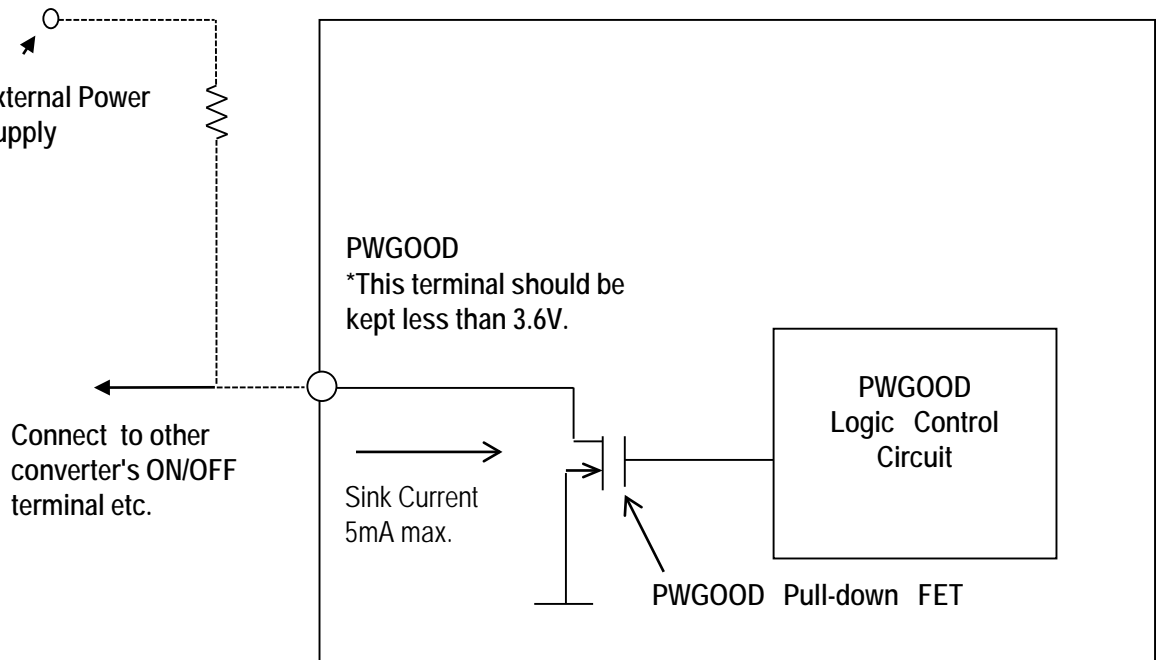 xternal Power
upply
PWGOOD
*This terminal should be
kept less than 3.6V.
PWGOOD
Logic Control
Circuit
Connect to other
converter's ON/OFF
terminal etc.
Sink Current
5mA max.
PWGOOD Pull-down FET